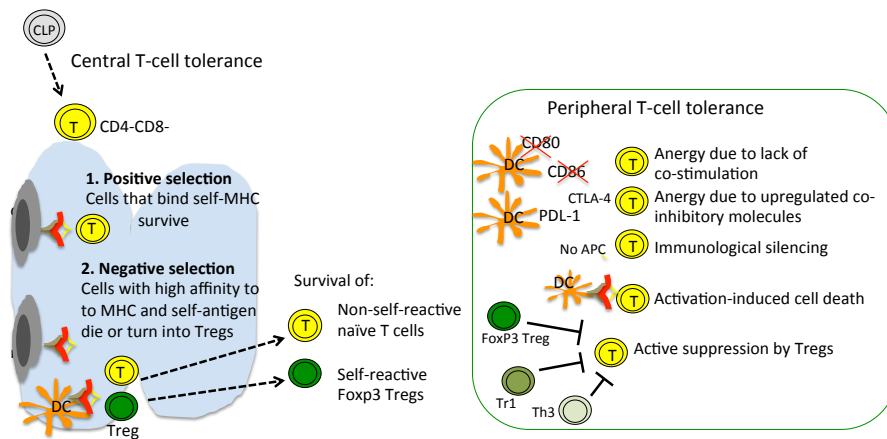 CLP
Central T-cell tolerance
T
CD4-CD8-
1. Positive selection
Cells that bind self-MHC
survive
T
2. Negative selection
Cells with high affinity to
to MHC and self-antigen
die or turn into Tregs
DC
T
Treg
Survival of:
T
Non-self-reactive
naïve T cells
Self-reactive
Foxp3 Tregs
Peripheral T-cell tolerance
CD80
DC
CD86
T
Anergy due to lack of
co-stimulation
CTLA-4
DC
PDL-1
T
Anergy due to upregulated co-
inhibitory molecules
No APC
T
Immunological silencing
DC
T
Activation-induced cell death
FoxP3 Treg
T
Active suppression by Tregs
Tr1
Th3